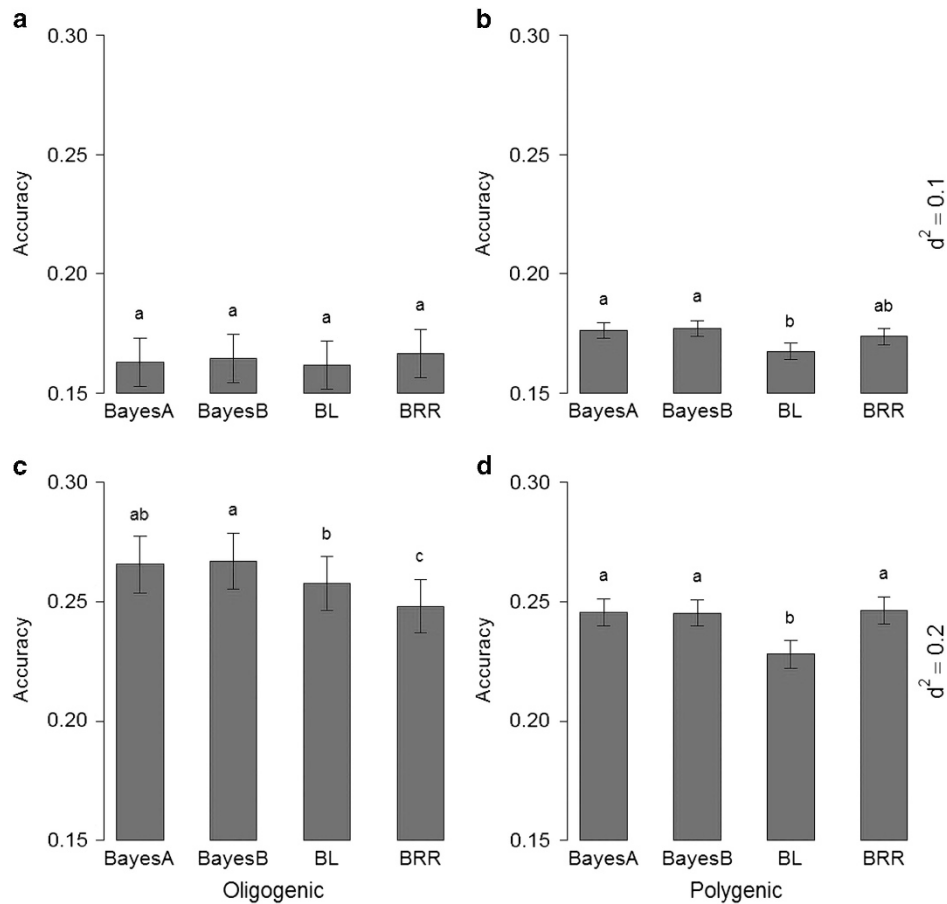 a
0.30
0.25
0.20
0.15
Accuracy
a a a a
BayesA BayesB BL BRR
b
0.30
0.25
0.20
0.15
Accuracy
a a b ab
BayesA BayesB BL BRR
d² = 0.1
c
0.30
0.25
0.20
0.15
Accuracy
ab a b c
BayesA BayesB BL BRR
Oligogenic
d
0.30
0.25
0.20
0.15
Accuracy
a a b a
BayesA BayesB BL BRR
Polygenic
d² = 0.2